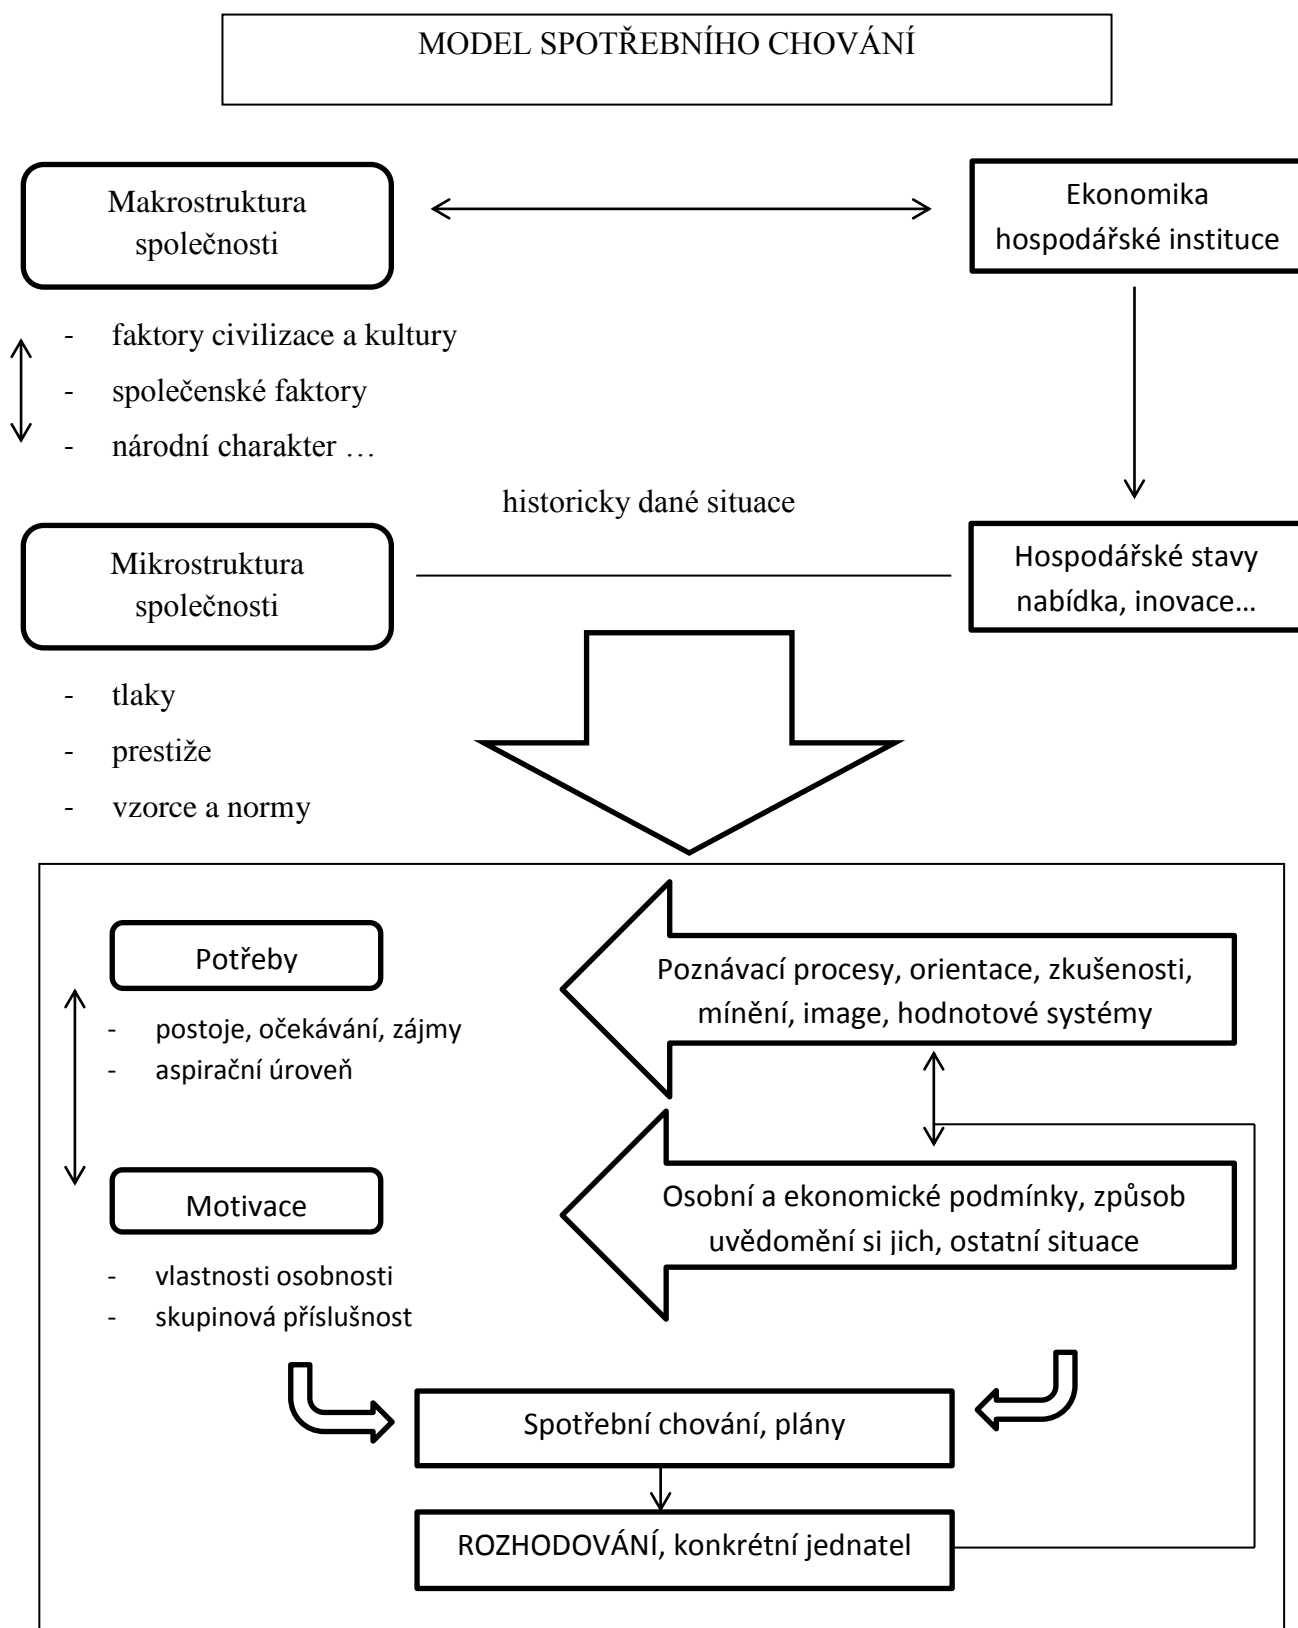 MODEL SPOTŘEBNÍHO CHOVÁNÍ
Makrostruktura
společnosti
Ekonomika
hospodářské instituce
- faktory civilizace a kultury
- společenské faktory
- národní charakter …
historicky dané situace
Mikrostruktura
společnosti
Hospodářské stavy
nabídka, inovace…
- tlaky
- prestiže
- vzorce a normy
Potřeby
- postoje, očekávání, zájmy
- aspirační úroveň
Poznávací procesy, orientace, zkušenosti,
mínění, image, hodnotové systémy
Motivace
- vlastnosti osobnosti
- skupinová příslušnost
Osobní a ekonomické podmínky, způsob
uvědomění si jich, ostatní situace
Spotřební chování, plány
ROZHODOVÁNÍ, konkrétní jednatel